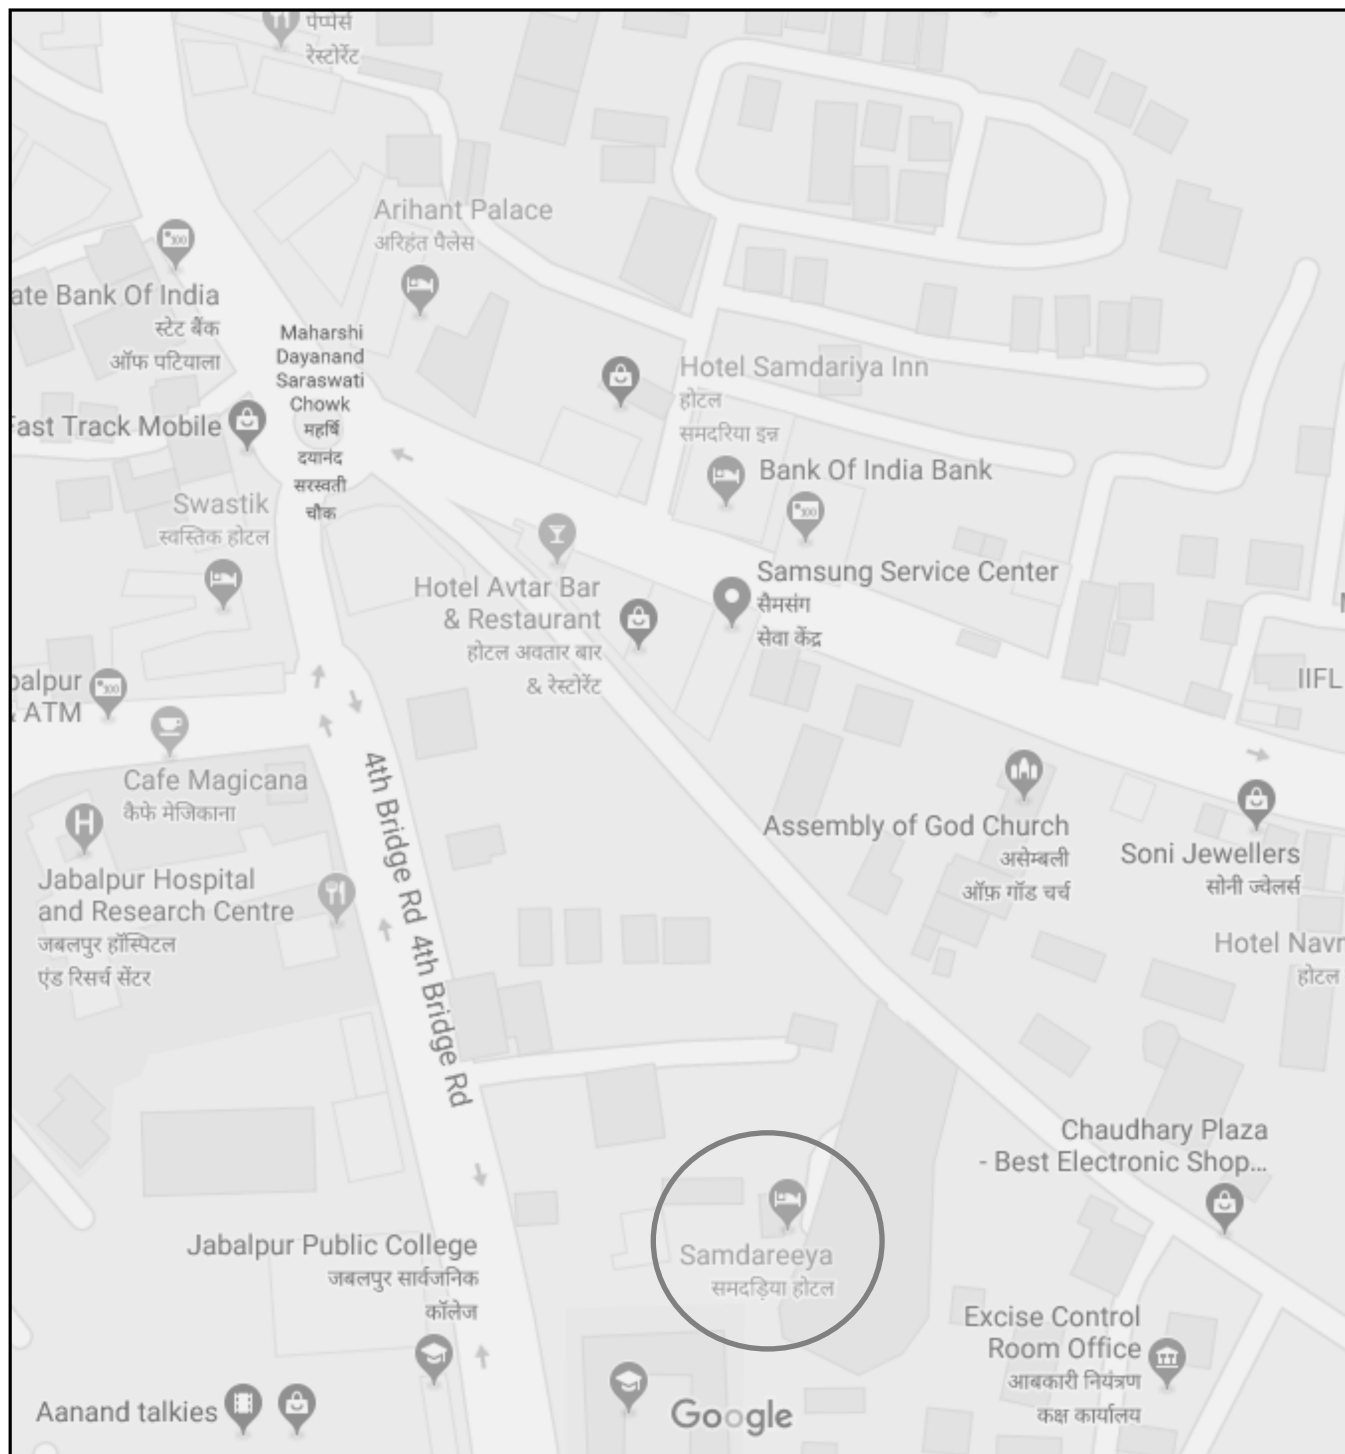 पेप्पेर्स
रेस्टोरेंट
Arihant Palace
अरिहंत पैलेस
ate Bank Of India
स्टेट बैंक
ऑफ पटियाला
Maharshi
Dayanand
Saraswati
Chowk
महर्षि
दयानंद
सरस्वती
चौक
Hotel Samdariya Inn
होटल
समदरिया इन्न
Fast Track Mobile
Bank Of India Bank
Swastik
स्वस्तिक होटल
Hotel Avtar Bar
& Restaurant
होटल अवतार बार
& रेस्टोरेंट
Samsung Service Center
सैमसंग
सेवा केंद्र
balpur
& ATM
IIFL
Cafe Magicana
कैफे मेजिकाना
4th Bridge Rd
4th Bridge Rd
Assembly of God Church
असेम्बली
ऑफ़ गॉड चर्च
Soni Jewellers
सोनी ज्वेलर्स
Jabalpur Hospital
and Research Centre
जबलपुर हॉस्पिटल
एंड रिसर्च सेंटर
Hotel Navr
होटल
Chaudhary Plaza
- Best Electronic Shop...
Jabalpur Public College
जबलपुर सार्वजनिक
कॉलेज
Samdareeya
समदड़िया होटल
Excise Control
Room Office
आबकारी नियंत्रण
कक्ष कार्यालय
Aanand talkies
Google